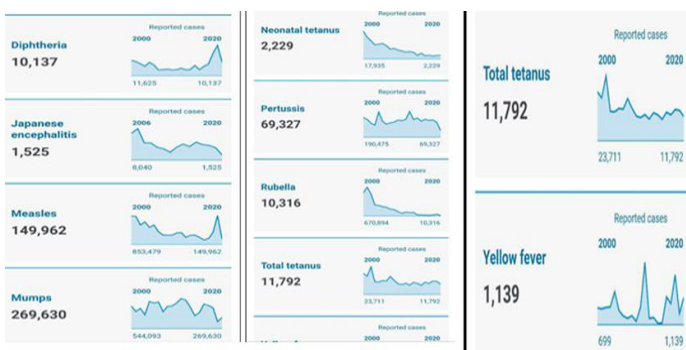 Reported cases
Diphtheria
2000 2020
10,137
11,625 10,137
Reported cases
Japanese
encephalitis
2006 2020
1,525
8,040 1,525
Reported cases
Measles
2000 2020
149,962
853,479 149,962
Reported cases
Mumps
2000 2020
269,630
544,093 269,630
Reported cases
Neonatal tetanus
2000 2020
2,229
17,935 2,229
Reported cases
Pertussis
2000 2020
69,327
190,475 69,327
Reported cases
Rubella
2000 2020
10,316
670,894 10,316
Reported cases
Total tetanus
2000 2020
11,792
23,711 11,792
Reported cases
Reported cases
Total tetanus
2000 2020
11,792
23,711 11,792
Reported cases
Yellow fever
2000 2020
1,139
699 1,139